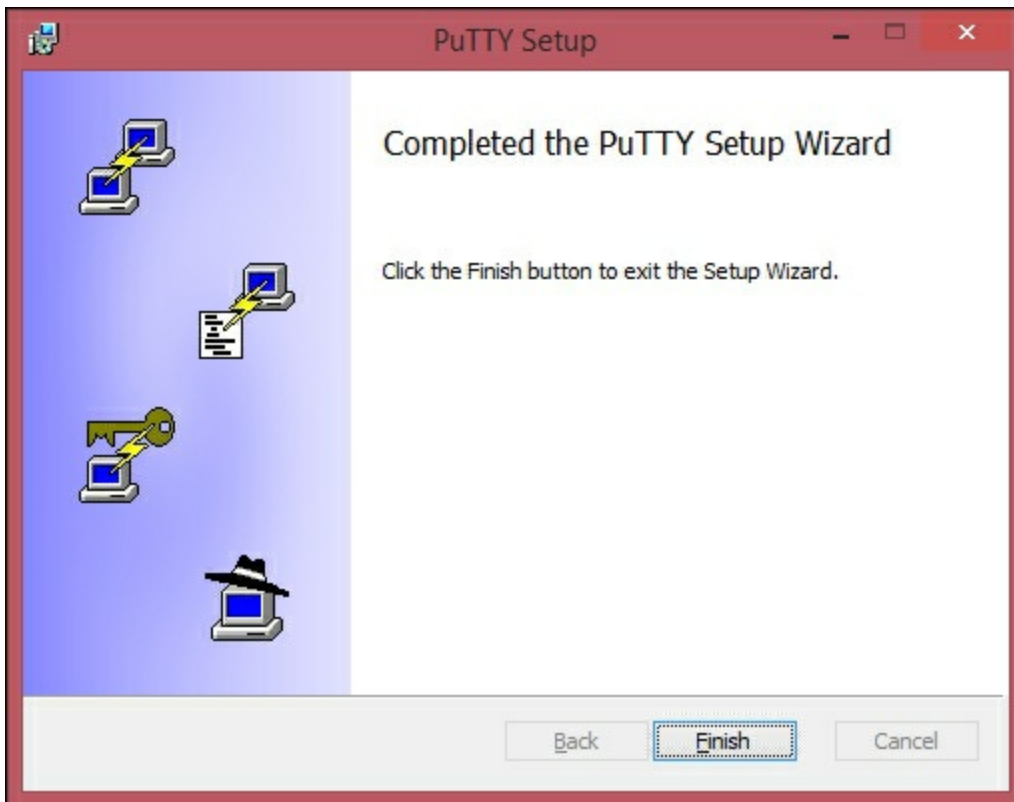 PuTTY Setup
Completed the PuTTY Setup Wizard
Click the Finish button to exit the Setup Wizard.
Back
Finish
Cancel